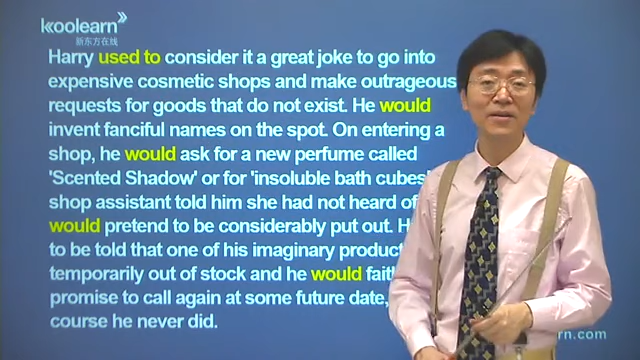 koolearn
新东方在线
Harry used to consider it a great joke to go into
expensive cosmetic shops and make outrageous
requests for goods that do not exist. He would
invent fanciful names on the spot. On entering a
shop, he would ask for a new perfume called
'Scented Shadow' or for 'insoluble bath cubes'
shop assistant told him she had not heard of
would pretend to be considerably put out. H
to be told that one of his imaginary product
temporarily out of stock and he would fait
promise to call again at some future date,
course he never did.
rn.com